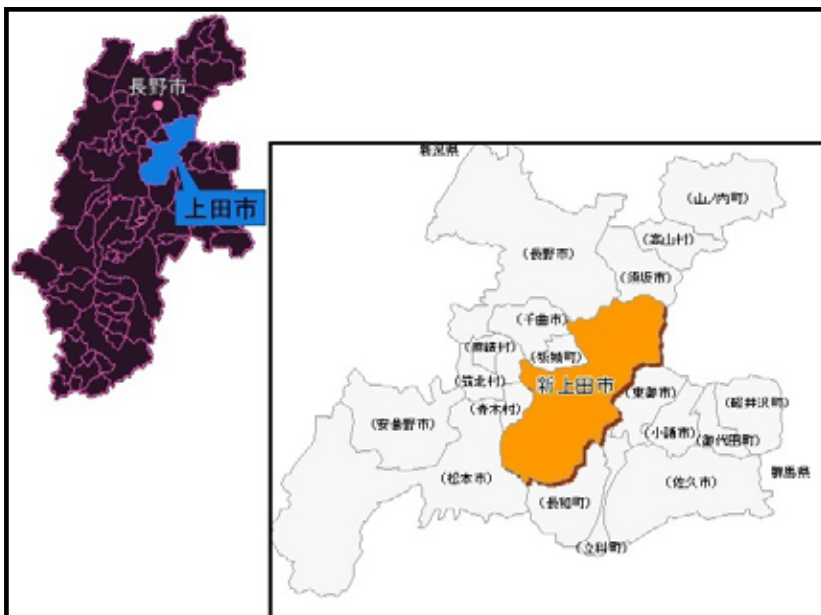 長野市
上田市
新潟県
(山ノ内町)
(高山村)
(長野市)
(須坂市)
(千曲市)
(麻績村)
(坂城町)
(筑北村)
新上田市
(東御市)
(青木村)
(軽井沢町)
(安曇野市)
(小諸市)
(御代田町)
(松本市)
(佐久市)
群馬県
(長和町)
(立科町)